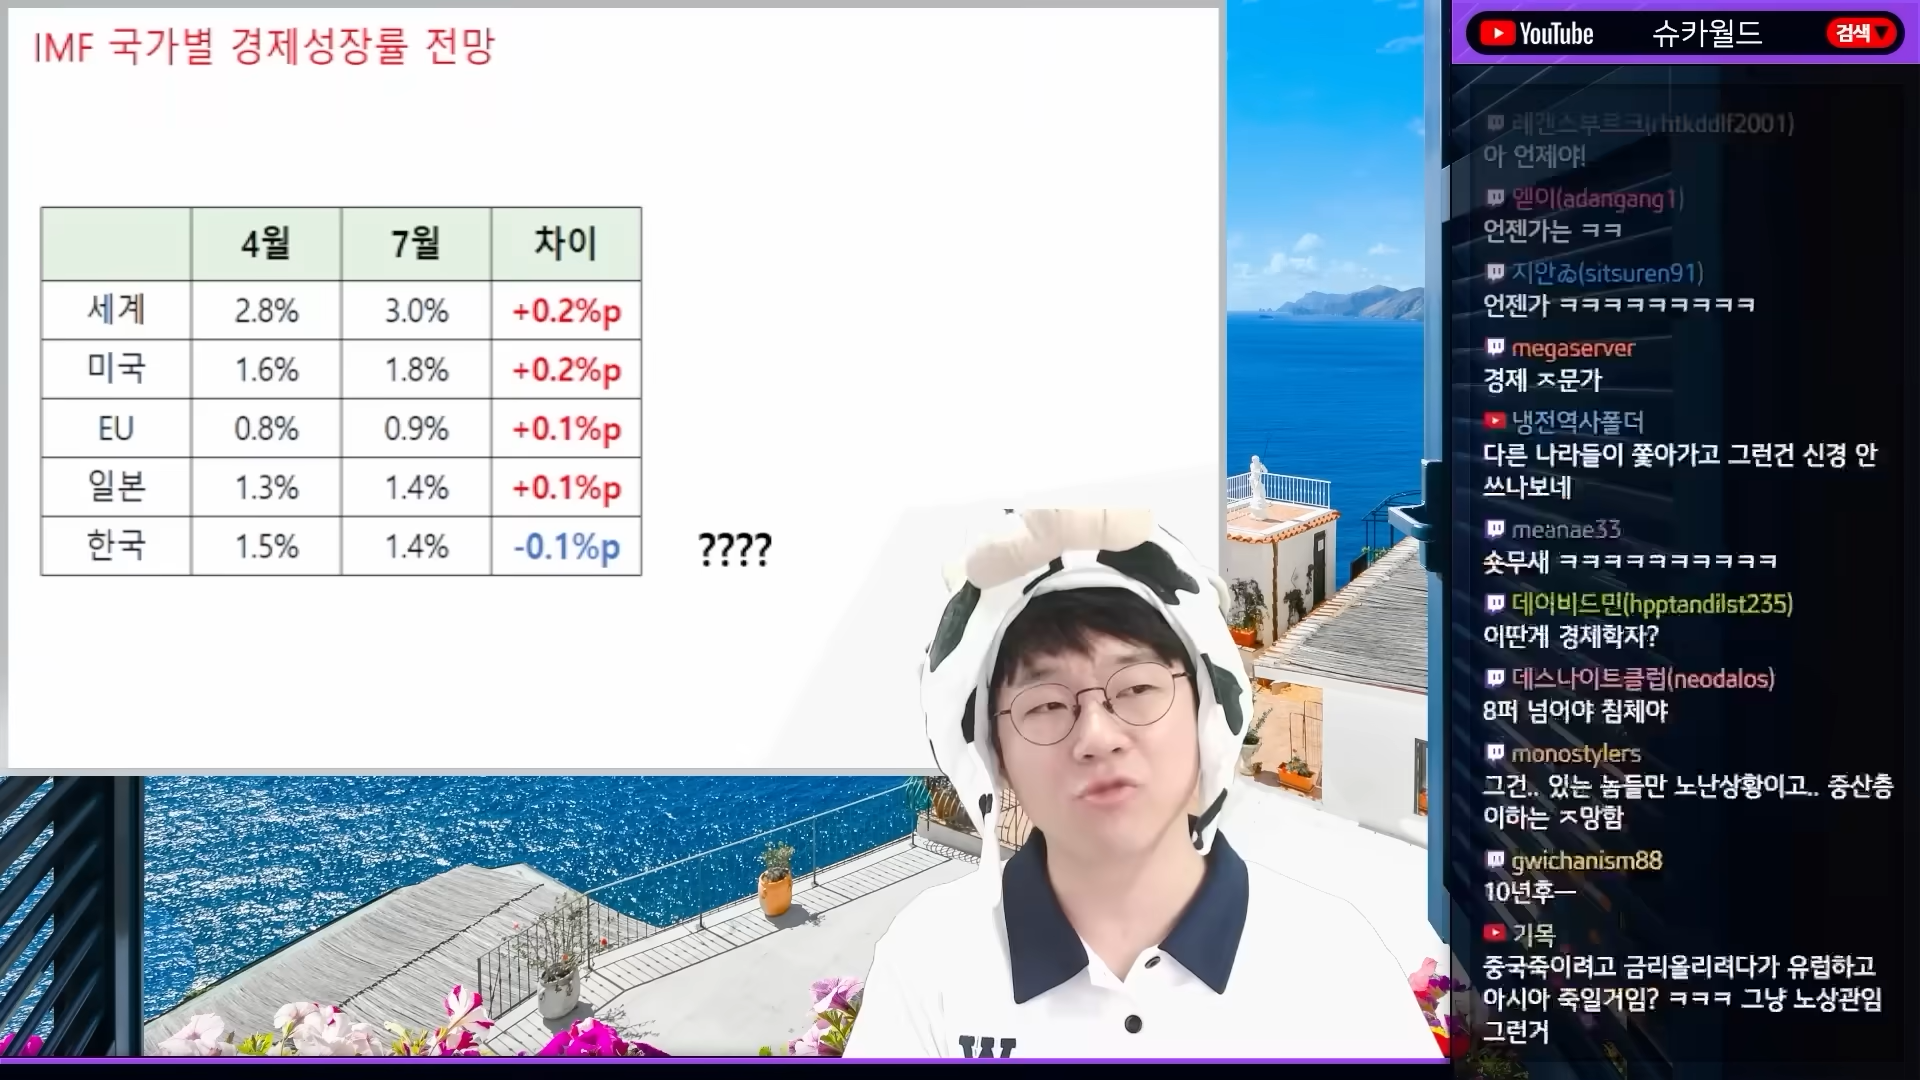 IMF 국가별 경제성장률 전망
4월 7월 차이
세계 2.8% 3.0% +0.2%p
미국 1.6% 1.8% +0.2%p
EU 0.8% 0.9% +0.1%p
일본 1.3% 1.4% +0.1%p
한국 1.5% 1.4% -0.1%p
????
W
YouTube 슈카월드 검색
레겐스부르크(rhtkddlf2001)
아 언제야!
엗이(adangang1)
언젠가는 ㅋㅋ
지안ゐ(sitsuren91)
언젠가 ㅋㅋㅋㅋㅋㅋㅋㅋㅋ
megaserver
경제 ㅈ문가
냉전역사폴더
다른 나라들이 쫓아가고 그런건 신경 안
쓰나보네
meanae33
숏무새 ㅋㅋㅋㅋㅋㅋㅋㅋㅋㅋ
데이비드민(hpptandilst235)
이딴게 경제학자?
데스나이트클럽(neodalos)
8퍼 넘어야 침체야
monostylers
그건.. 있는 놈들만 노난상황이고.. 중산층
이하는 ㅈ망함
gwichanism88
10년후ㅡ
기목
중국죽이려고 금리올리려다가 유럽하고
아시아 죽일거임? ㅋㅋㅋ 그냥 노상관임
그런거